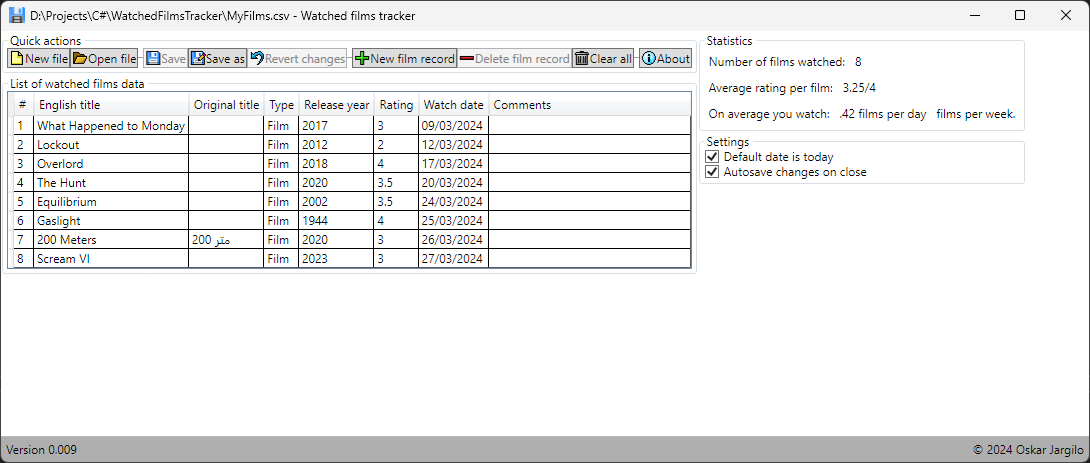 D:\Projects\C#\WatchedFilmsTracker\MyFilms.csv - Watched films tracker
Quick actions
New file Open file Save Save as Revert changes New film record Delete film record Clear all About
List of watched films data
# English title Original title Type Release year Rating Watch date Comments
1 What Happened to Monday Film 2017 3 09/03/2024
2 Lockout Film 2012 2 12/03/2024
3 Overlord Film 2018 4 17/03/2024
4 The Hunt Film 2020 3.5 20/03/2024
5 Equilibrium Film 2002 3.5 24/03/2024
6 Gaslight Film 1944 4 25/03/2024
7 200 Meters 200 متر Film 2020 3 26/03/2024
8 Scream VI Film 2023 3 27/03/2024
Statistics
Number of films watched: 8
Average rating per film: 3.25/4
On average you watch: .42 films per day films per week.
Settings
Default date is today
Autosave changes on close
Version 0.009
© 2024 Oskar Jargilo